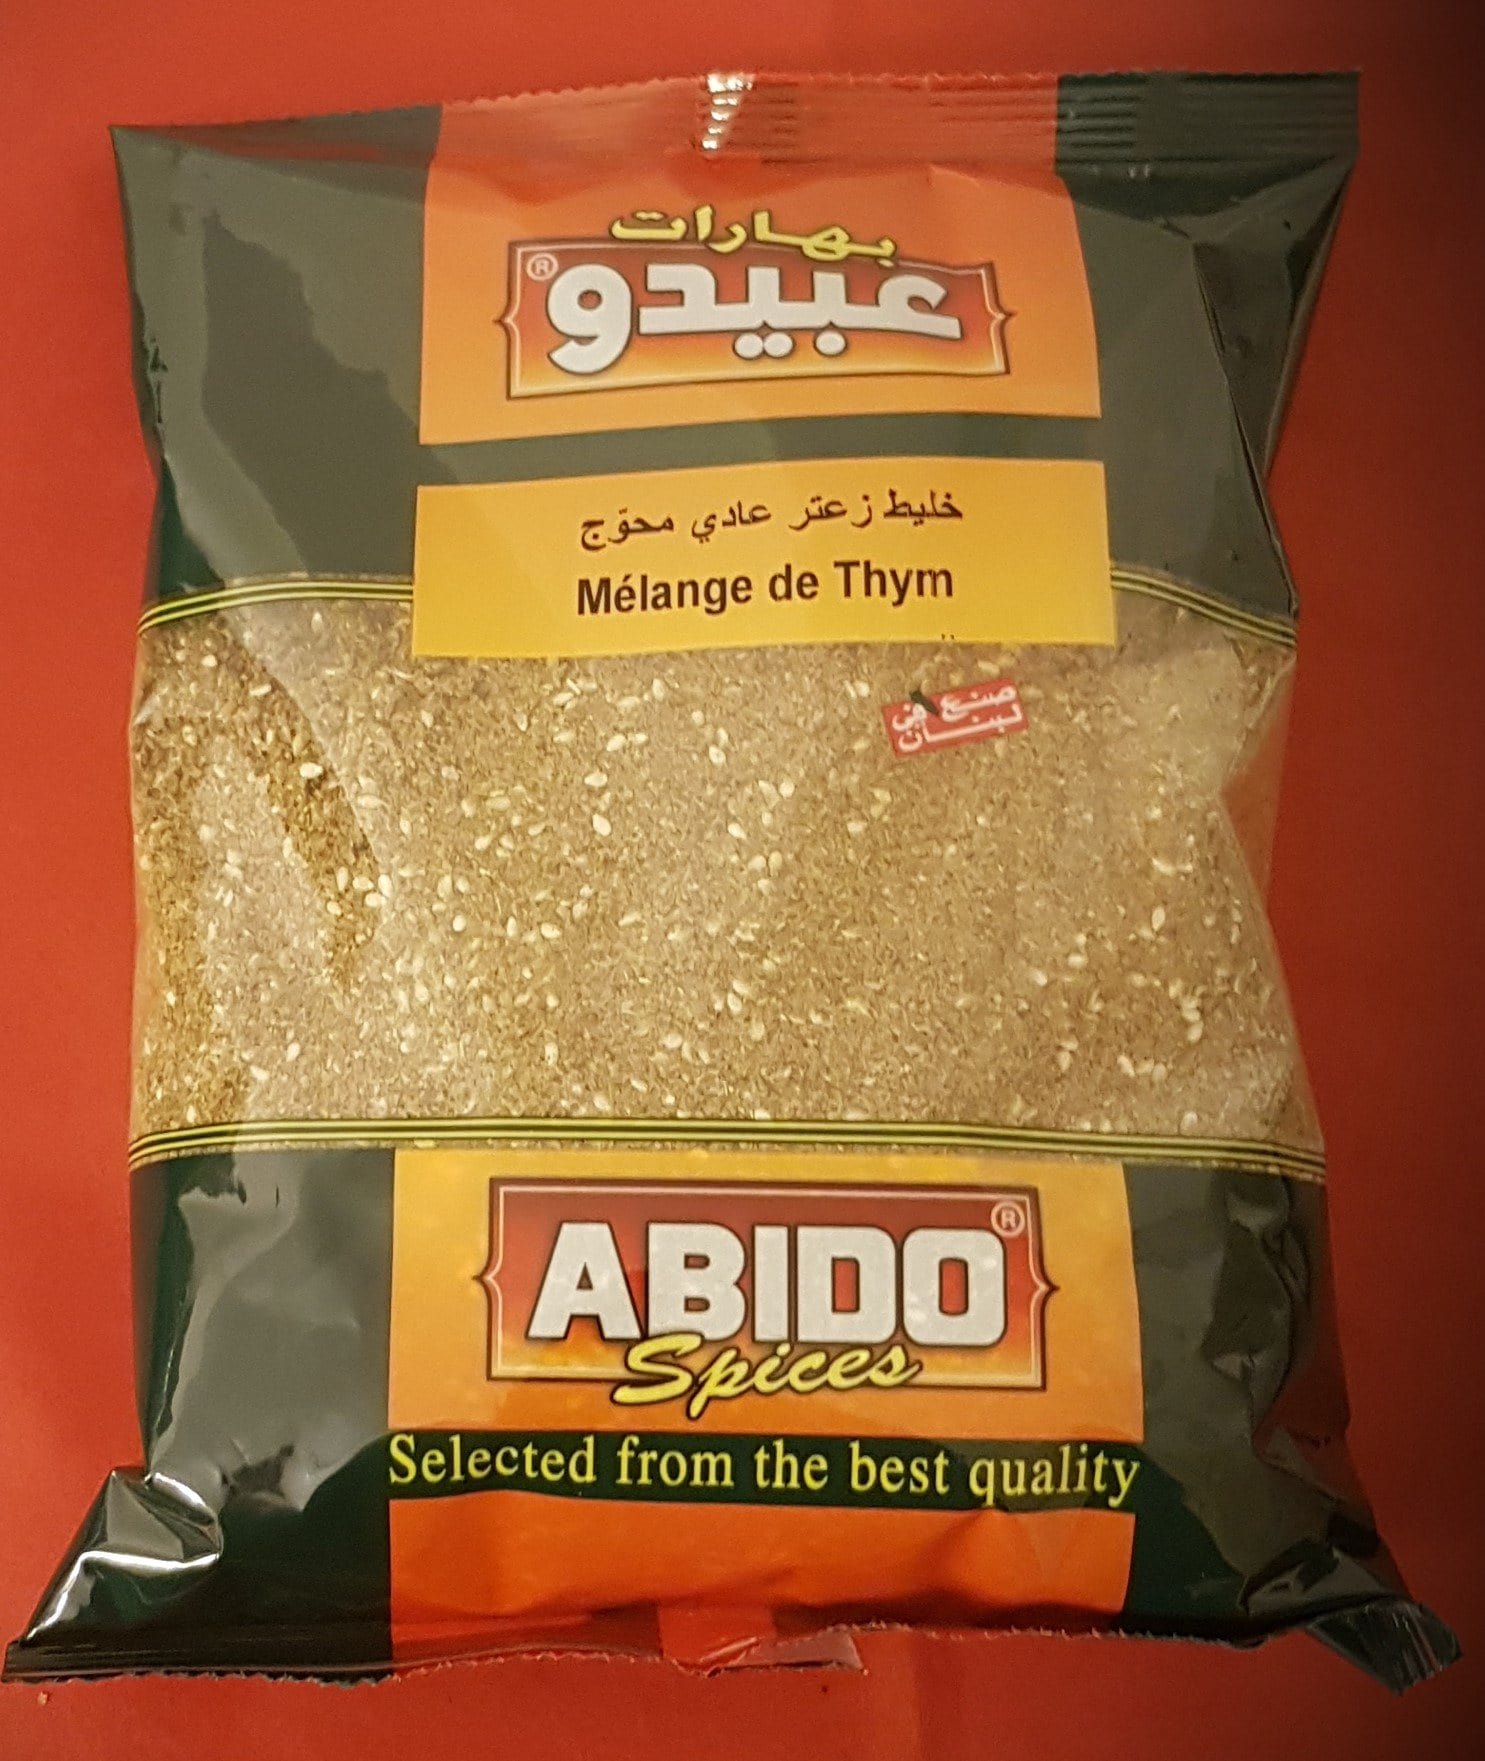 بهارات
عبيدو®
خليط زعتر عادي محوّج
Mélange de Thym
صنع في
لبنان
ABIDO®
Spices
Selected from the best quality